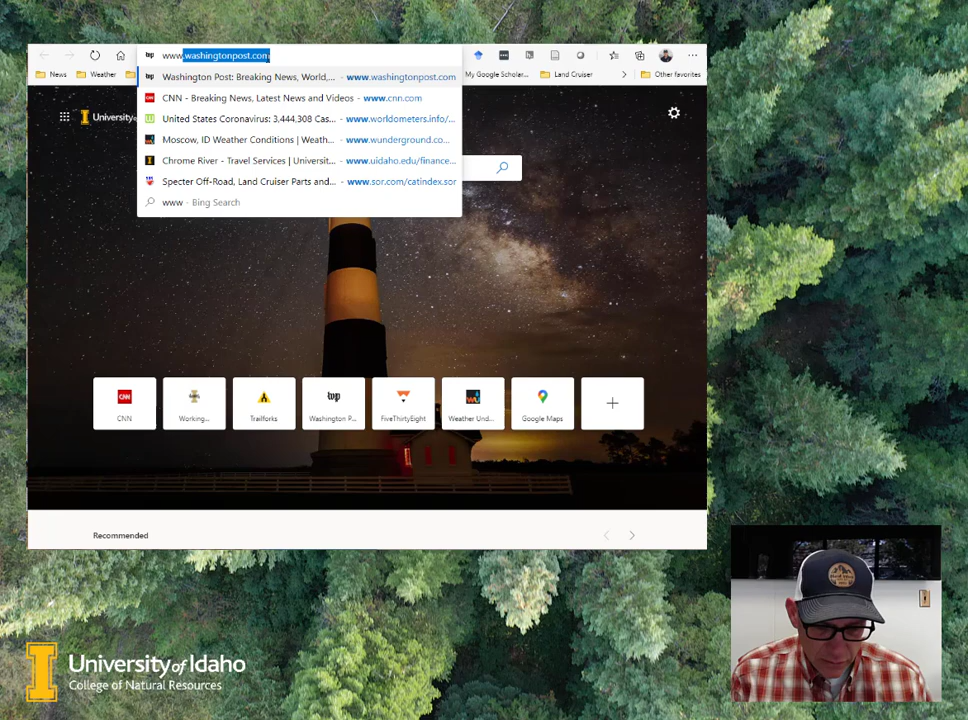 www.washingtonpost.com
News
Weather
My Google Scholar...
Land Cruiser
Other favorites
Washington Post: Breaking News, World,... - www.washingtonpost.com
CNN - Breaking News, Latest News and Videos - www.cnn.com
United States Coronavirus: 3,444,308 Cas... - www.worldometers.info/...
Moscow, ID Weather Conditions | Weath... - www.wunderground.co...
Chrome River - Travel Services | Universit... - www.uidaho.edu/finance...
Specter Off-Road, Land Cruiser Parts and... - www.sor.com/catindex.sor
www - Bing Search
I University
CNN
Working...
Trailforks
Washington P...
FiveThirtyEight
Weather Und...
Google Maps
CNN
wp
WU
Recommended
I University of Idaho
College of Natural Resources